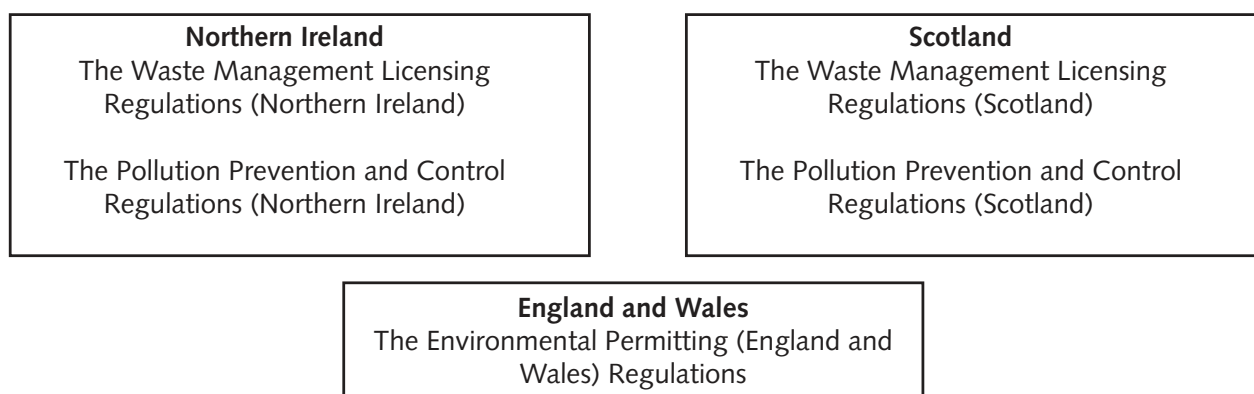 Northern Ireland
The Waste Management Licensing
Regulations (Northern Ireland)
The Pollution Prevention and Control
Regulations (Northern Ireland)
Scotland
The Waste Management Licensing
Regulations (Scotland)
The Pollution Prevention and Control
Regulations (Scotland)
England and Wales
The Environmental Permitting (England and
Wales) Regulations